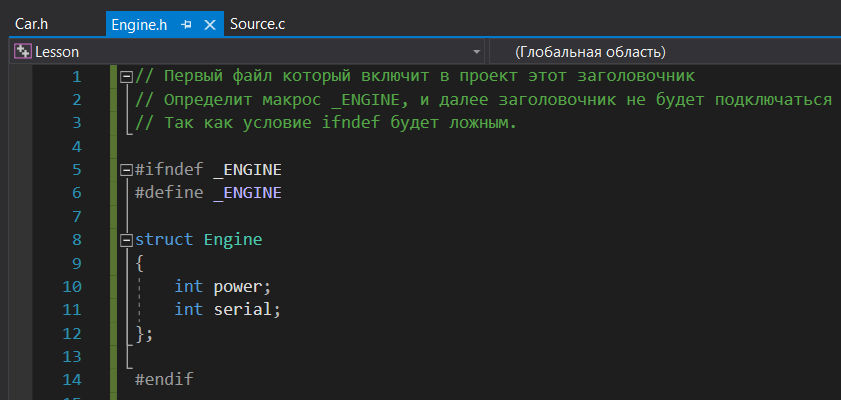 Car.h Engine.h Source.c
Lesson (Глобальная область)
1 // Первый файл который включит в проект этот заголовочник
2 // Определит макрос _ENGINE, и далее заголовочник не будет подключаться
3 // Так как условие ifndef будет ложным.
4
5 #ifndef _ENGINE
6 #define _ENGINE
7
8 struct Engine
9 {
10 int power;
11 int serial;
12 };
13
14 #endif